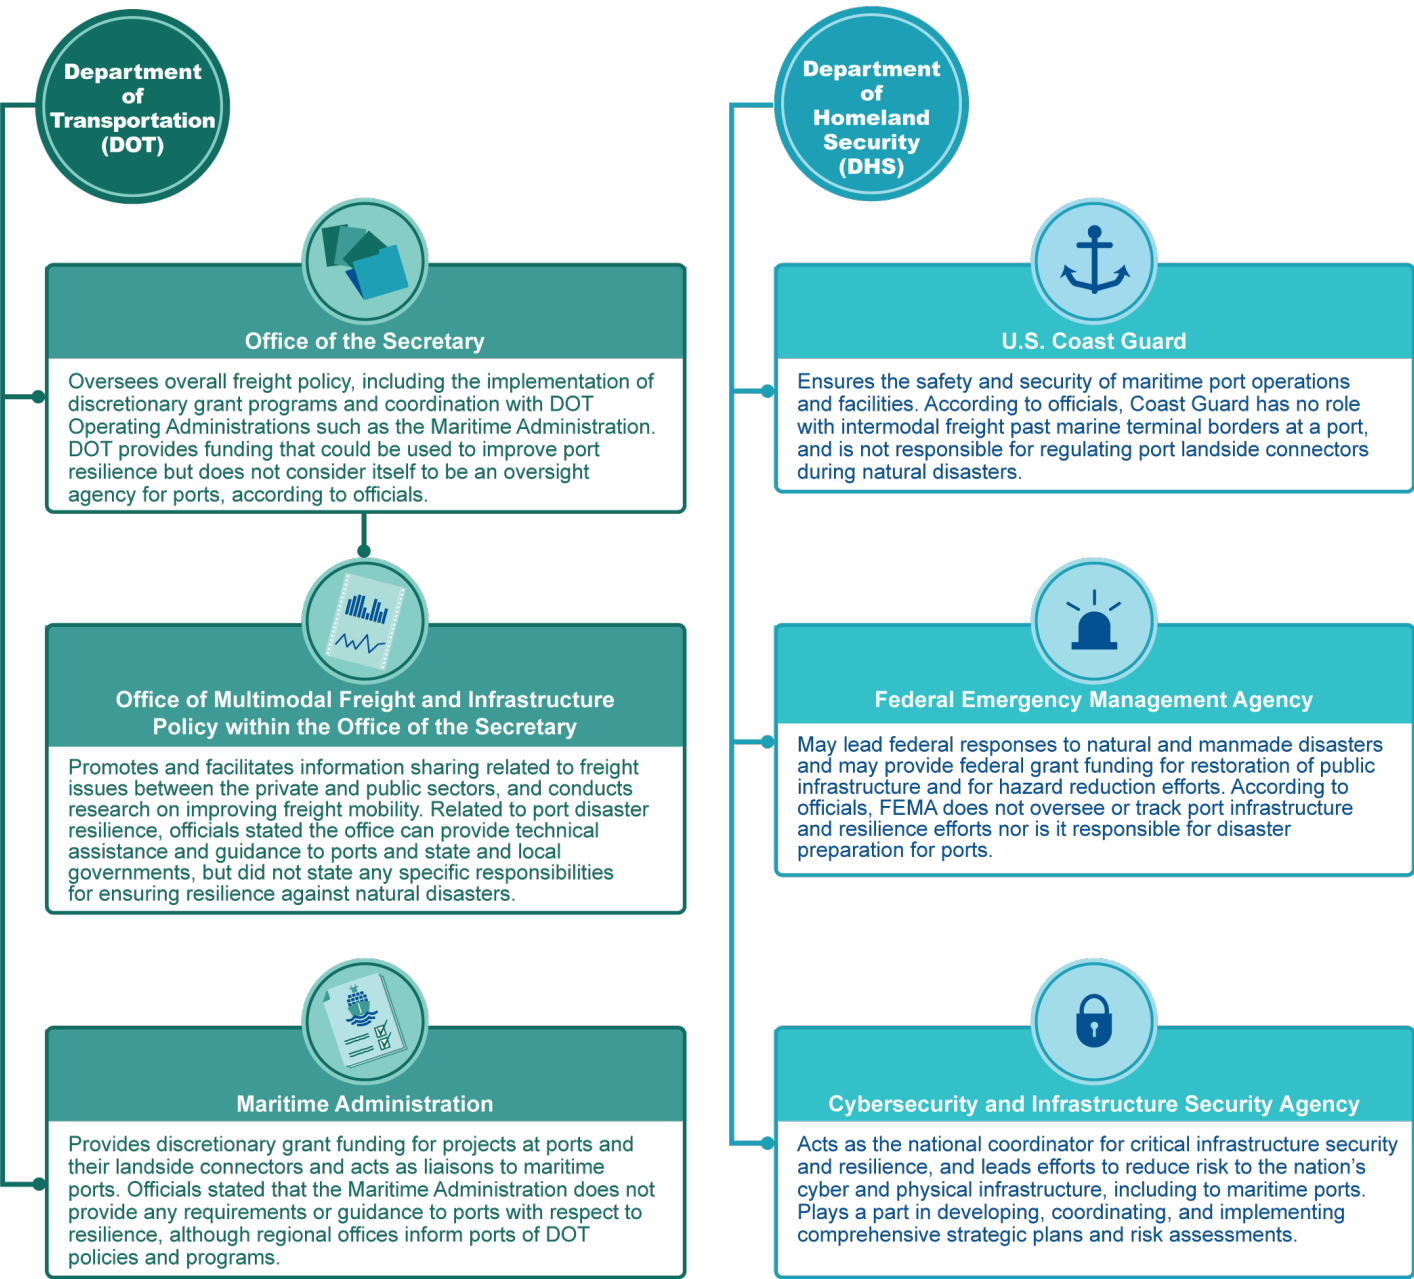 Department
of
Transportation
(DOT)
Office of the Secretary
Oversees overall freight policy, including the implementation of
discretionary grant programs and coordination with DOT
Operating Administrations such as the Maritime Administration.
DOT provides funding that could be used to improve port
resilience but does not consider itself to be an oversight
agency for ports, according to officials.
Office of Multimodal Freight and Infrastructure
Policy within the Office of the Secretary
Promotes and facilitates information sharing related to freight
issues between the private and public sectors, and conducts
research on improving freight mobility. Related to port disaster
resilience, officials stated the office can provide technical
assistance and guidance to ports and state and local
governments, but did not state any specific responsibilities
for ensuring resilience against natural disasters.
Maritime Administration
Provides discretionary grant funding for projects at ports and
their landside connectors and acts as liaisons to maritime
ports. Officials stated that the Maritime Administration does not
provide any requirements or guidance to ports with respect to
resilience, although regional offices inform ports of DOT
policies and programs.
Department
of
Homeland
Security
(DHS)
U.S. Coast Guard
Ensures the safety and security of maritime port operations
and facilities. According to officials, Coast Guard has no role
with intermodal freight past marine terminal borders at a port,
and is not responsible for regulating port landside connectors
during natural disasters.
Federal Emergency Management Agency
May lead federal responses to natural and manmade disasters
and may provide federal grant funding for restoration of public
infrastructure and for hazard reduction efforts. According to
officials, FEMA does not oversee or track port infrastructure
and resilience efforts nor is it responsible for disaster
preparation for ports.
Cybersecurity and Infrastructure Security Agency
Acts as the national coordinator for critical infrastructure security
and resilience, and leads efforts to reduce risk to the nation’s
cyber and physical infrastructure, including to maritime ports.
Plays a part in developing, coordinating, and implementing
comprehensive strategic plans and risk assessments.